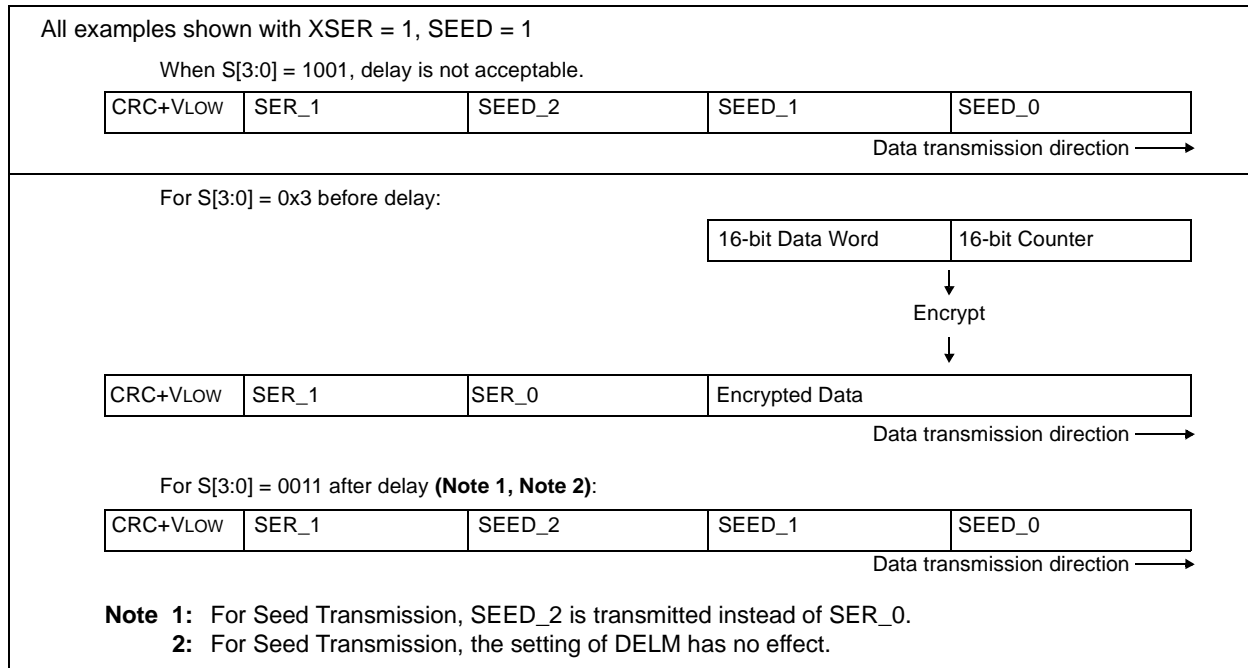 All examples shown with XSER = 1, SEED = 1
When S[3:0] = 1001, delay is not acceptable.
CRC+VLOW SER_1 SEED_2 SEED_1 SEED_0
Data transmission direction
For S[3:0] = 0x3 before delay:
16-bit Data Word 16-bit Counter
Encrypt
CRC+VLOW SER_1 SER_0 Encrypted Data
Data transmission direction
For S[3:0] = 0011 after delay (Note 1, Note 2):
CRC+VLOW SER_1 SEED_2 SEED_1 SEED_0
Data transmission direction
Note 1: For Seed Transmission, SEED_2 is transmitted instead of SER_0.
2: For Seed Transmission, the setting of DELM has no effect.